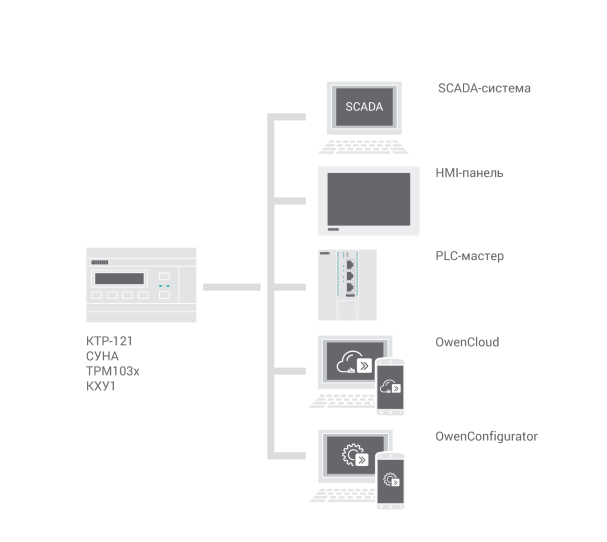 SCADA-система
SCADA
HMI-панель
PLC-мастер
КТР-121
СУНА
ТРМ103х
КХУ1
OwenCloud
OwenConfigurator